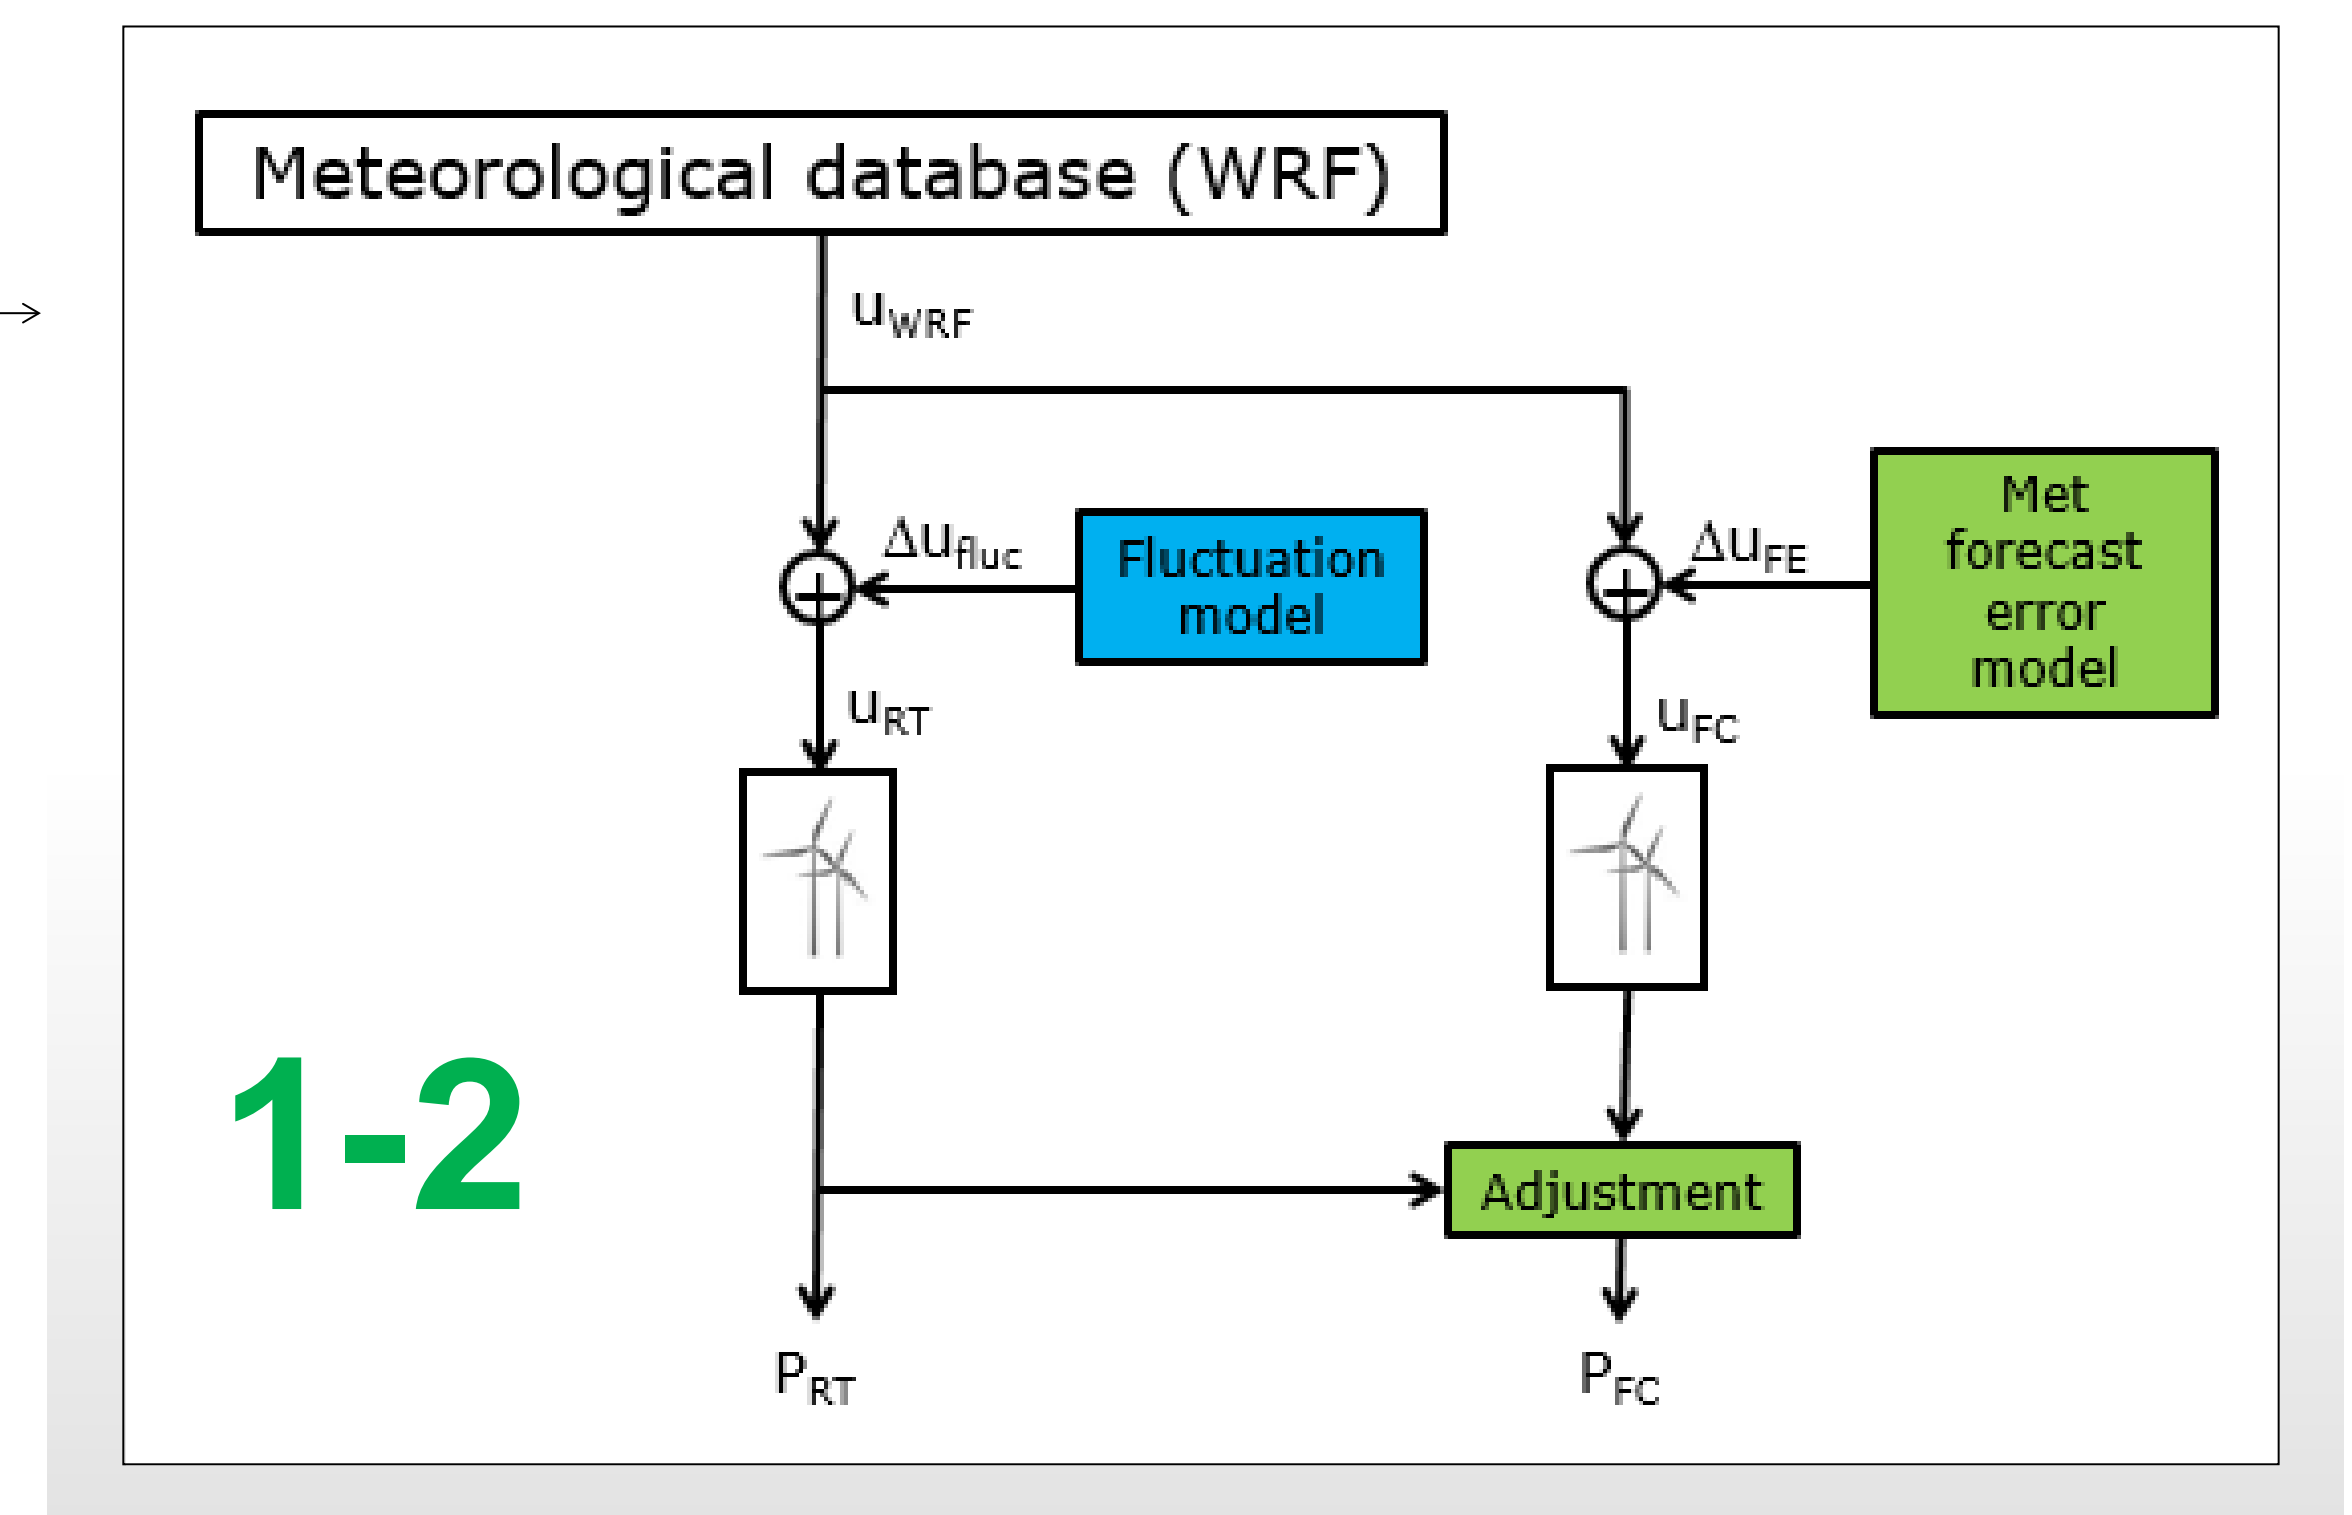 Meteorological database (WRF)
uWRF
Δufluc
Fluctuation
model
ΔuFE
Met
forecast
error
model
uRT
uFC
1-2
Adjustment
PRT
PFC